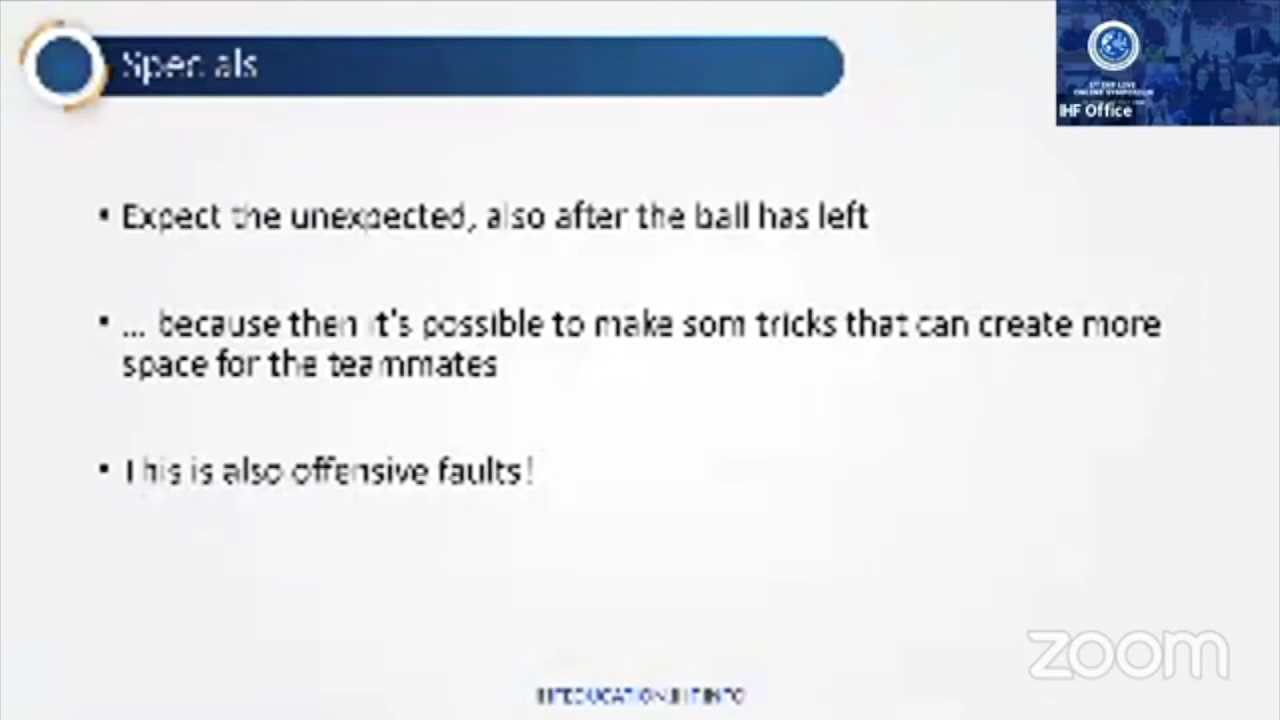 Specials
IHF Office
• Expect the unexpected, also after the ball has left
• ... because then it's possible to make som tricks that can create more
space for the teammates
• This is also offensive faults!
zoom